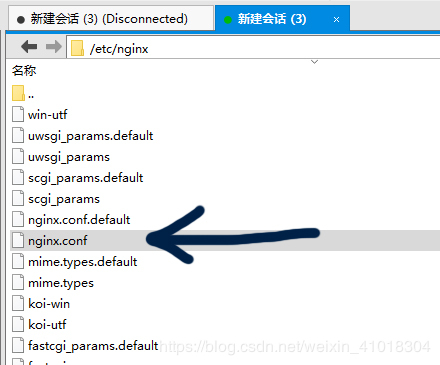 新建会话 (3) (Disconnected)
新建会话 (3)
/etc/nginx
名称
..
win-utf
uwsgi_params.default
uwsgi_params
scgi_params.default
scgi_params
nginx.conf.default
nginx.conf
mime.types.default
mime.types
koi-win
koi-utf
fastcgi_params.default
https://blog.csdn.net/weixin_41018304